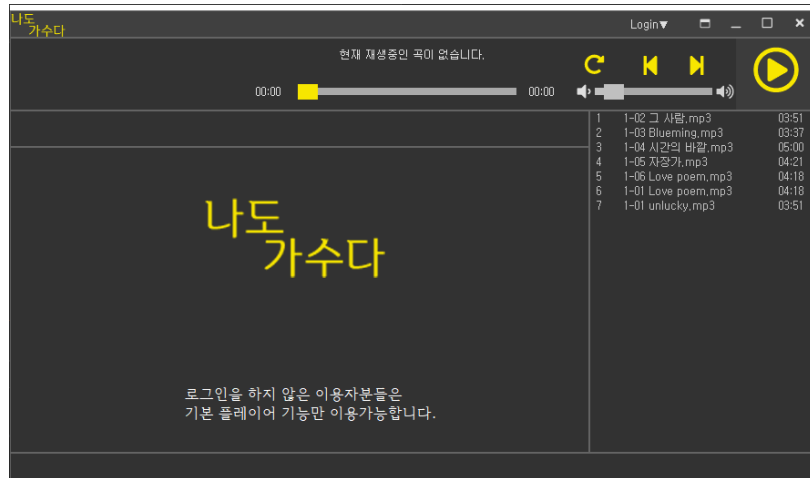 나도
가수다
Login▼
현재 재생중인 곡이 없습니다.
00:00
00:00
1 1-02 그 사람.mp3 03:51
2 1-03 Blueming.mp3 03:37
3 1-04 시간의 바깥.mp3 05:00
4 1-05 자장가.mp3 04:21
5 1-06 Love poem.mp3 04:18
6 1-01 Love poem.mp3 04:18
7 1-01 unlucky.mp3 03:51
나도
가수다
로그인을 하지 않은 이용자분들은
기본 플레이어 기능만 이용가능합니다.